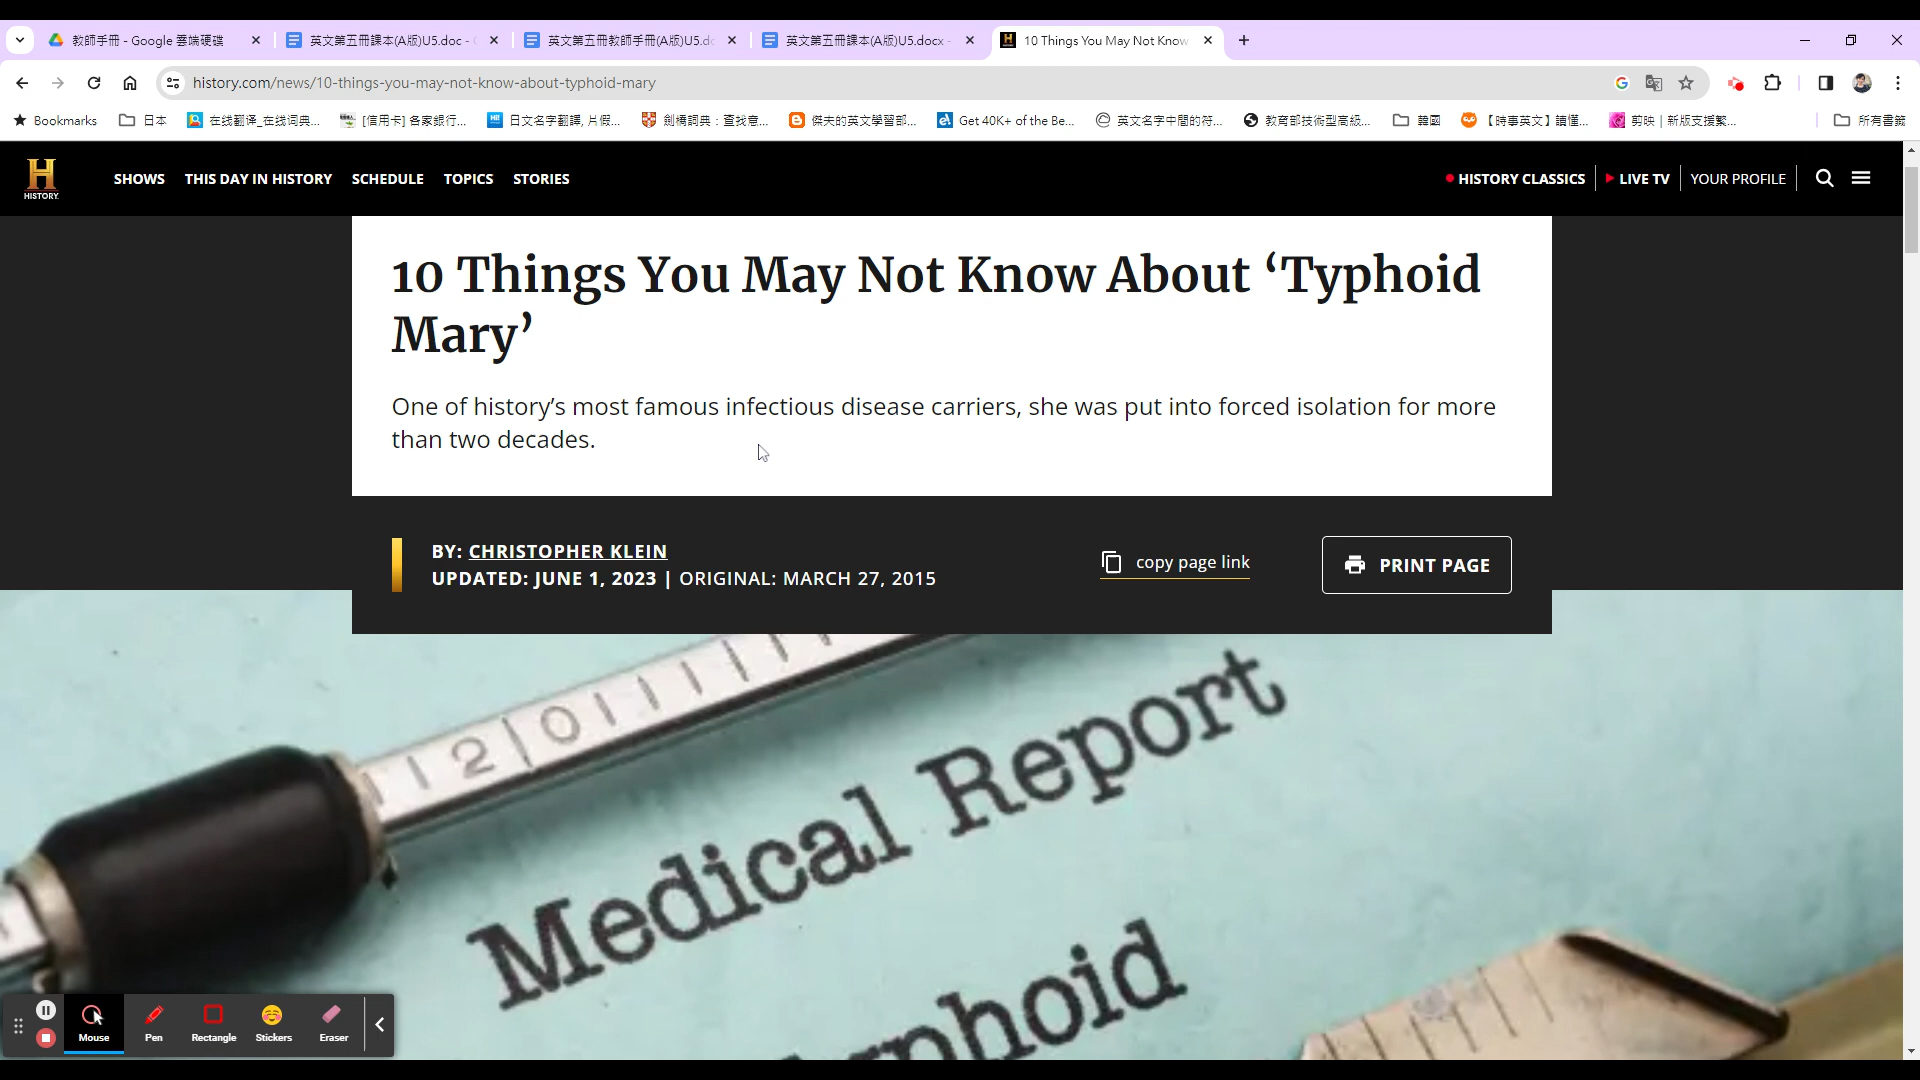 教師手冊 - Google 雲端硬碟
英文第五冊課本(A版)U5.doc -
英文第五冊教師手冊(A版)U5.dc
英文第五冊課本(A版)U5.docx -
10 Things You May Not Know
history.com/news/10-things-you-may-not-know-about-typhoid-mary
Bookmarks
日本
在线翻译_在线词典...
[信用卡] 各家銀行...
日文名字翻譯, 片假...
劍橋詞典：查找意...
傑夫的英文學習部...
Get 40K+ of the Be...
英文名字中間的符...
教育部技術型高級...
韓國
【時事英文】讀懂...
剪映 | 新版支援繁...
所有書籤
H
HISTORY.
SHOWS THIS DAY IN HISTORY SCHEDULE TOPICS STORIES
HISTORY CLASSICS LIVE TV YOUR PROFILE
10 Things You May Not Know About ‘Typhoid
Mary’
One of history’s most famous infectious disease carriers, she was put into forced isolation for more
than two decades.
BY: CHRISTOPHER KLEIN
UPDATED: JUNE 1, 2023 | ORIGINAL: MARCH 27, 2015
copy page link
PRINT PAGE
20
Medical Report
yphoid
Mouse Pen Rectangle Stickers Eraser